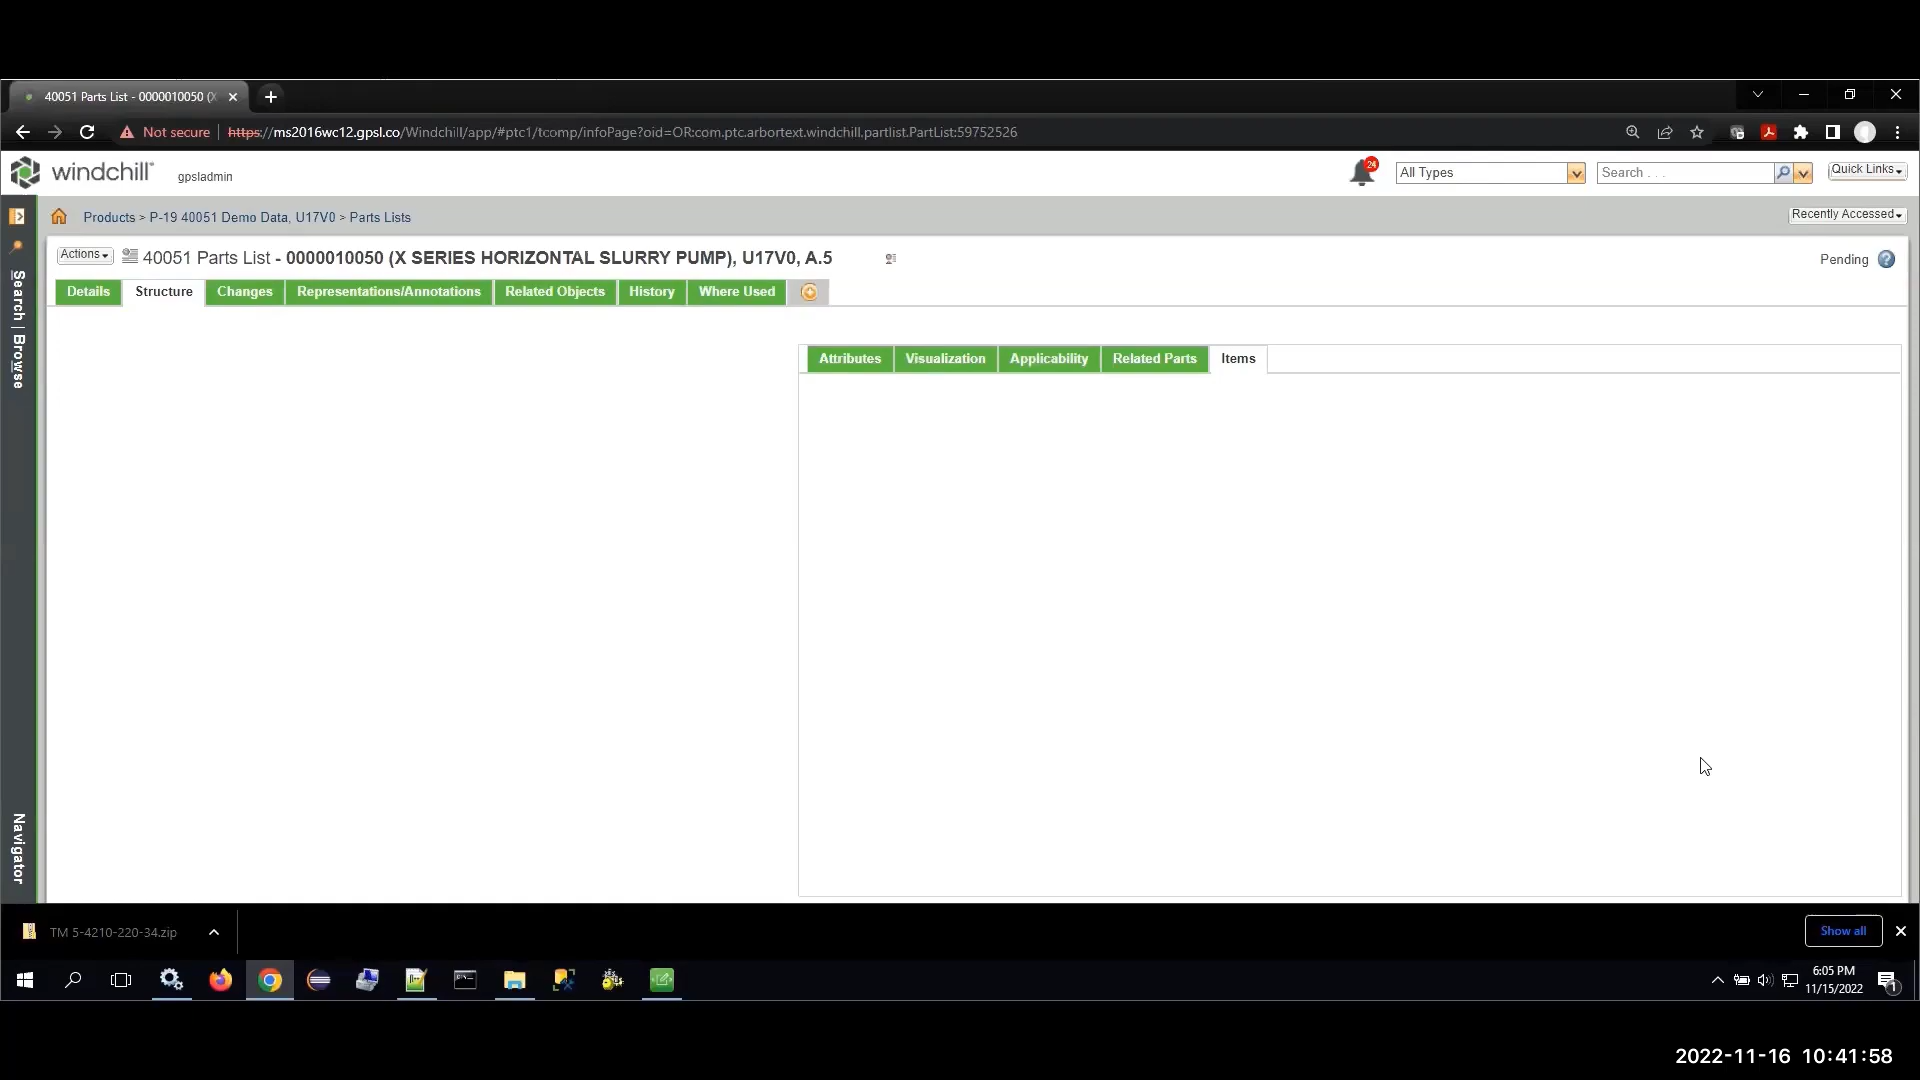 40051 Parts List - 0000010050 (X
Not secure
https://ms2016wc12.gpsl.co/Windchill/app/#ptc1/tcomp/infoPage?oid=OR:com.ptc.arbortext.windchill.partlist.PartList:59752526
windchill
gpsladmin
24
All Types
Search . . .
Quick Links
Products > P-19 40051 Demo Data, U17V0 > Parts Lists
Recently Accessed
Actions
40051 Parts List - 0000010050 (X SERIES HORIZONTAL SLURRY PUMP), U17V0, A.5
Pending
Details
Structure
Changes
Representations/Annotations
Related Objects
History
Where Used
Search | Browse
Attributes
Visualization
Applicability
Related Parts
Items
Navigator
TM 5-4210-220-34.zip
Show all
6:05 PM
11/15/2022
1
2022-11-16 10:41:58